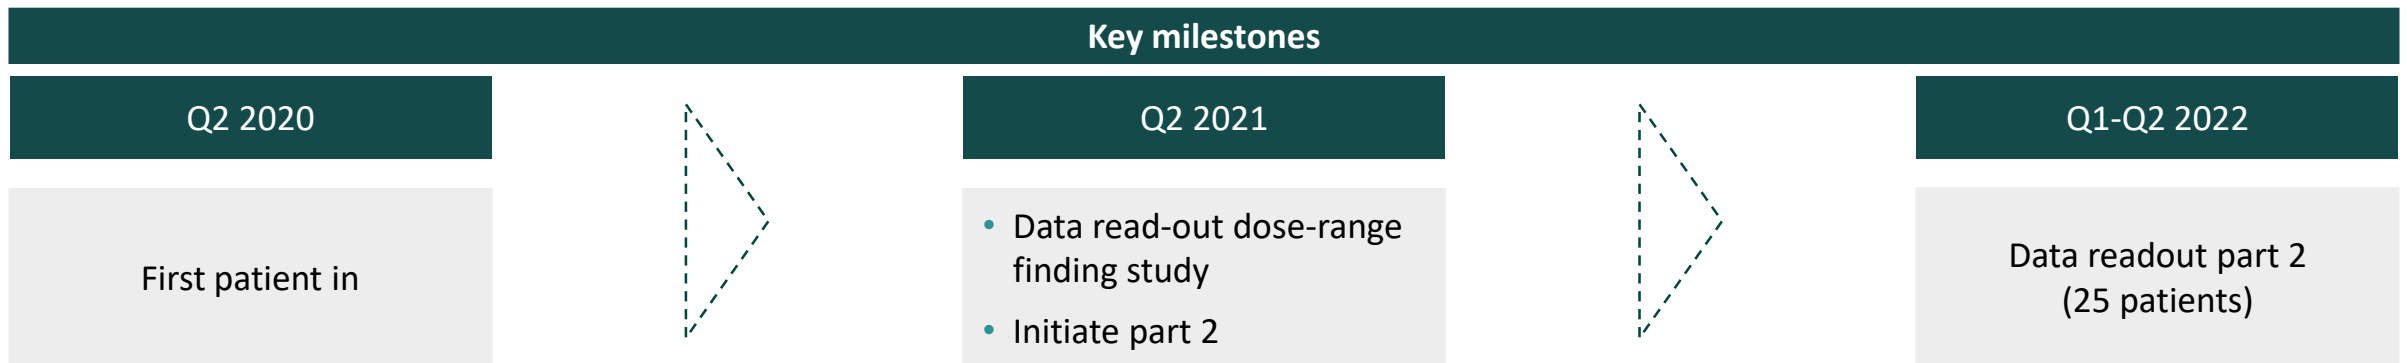 Key milestones
Q2 2020
First patient in
Q2 2021
• Data read-out dose-range
finding study
• Initiate part 2
Q1-Q2 2022
Data readout part 2
(25 patients)